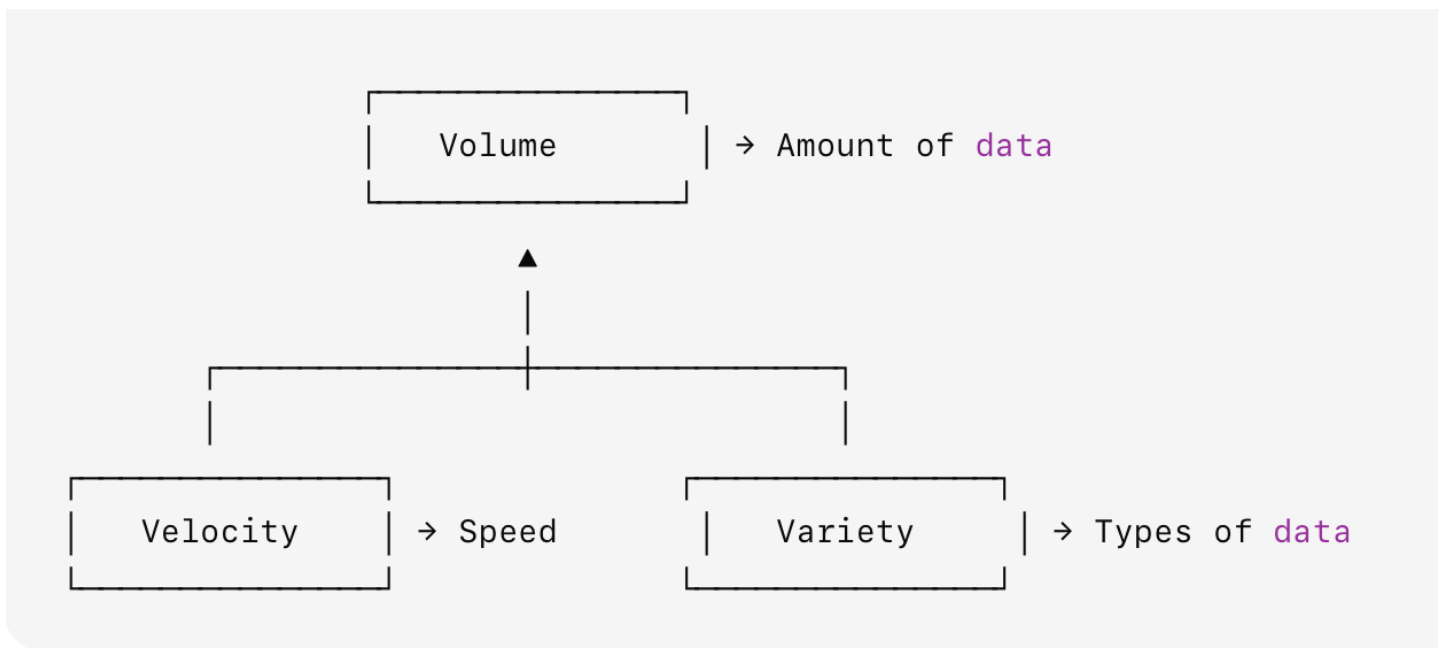 Volume → Amount of data
Velocity → Speed Variety → Types of data